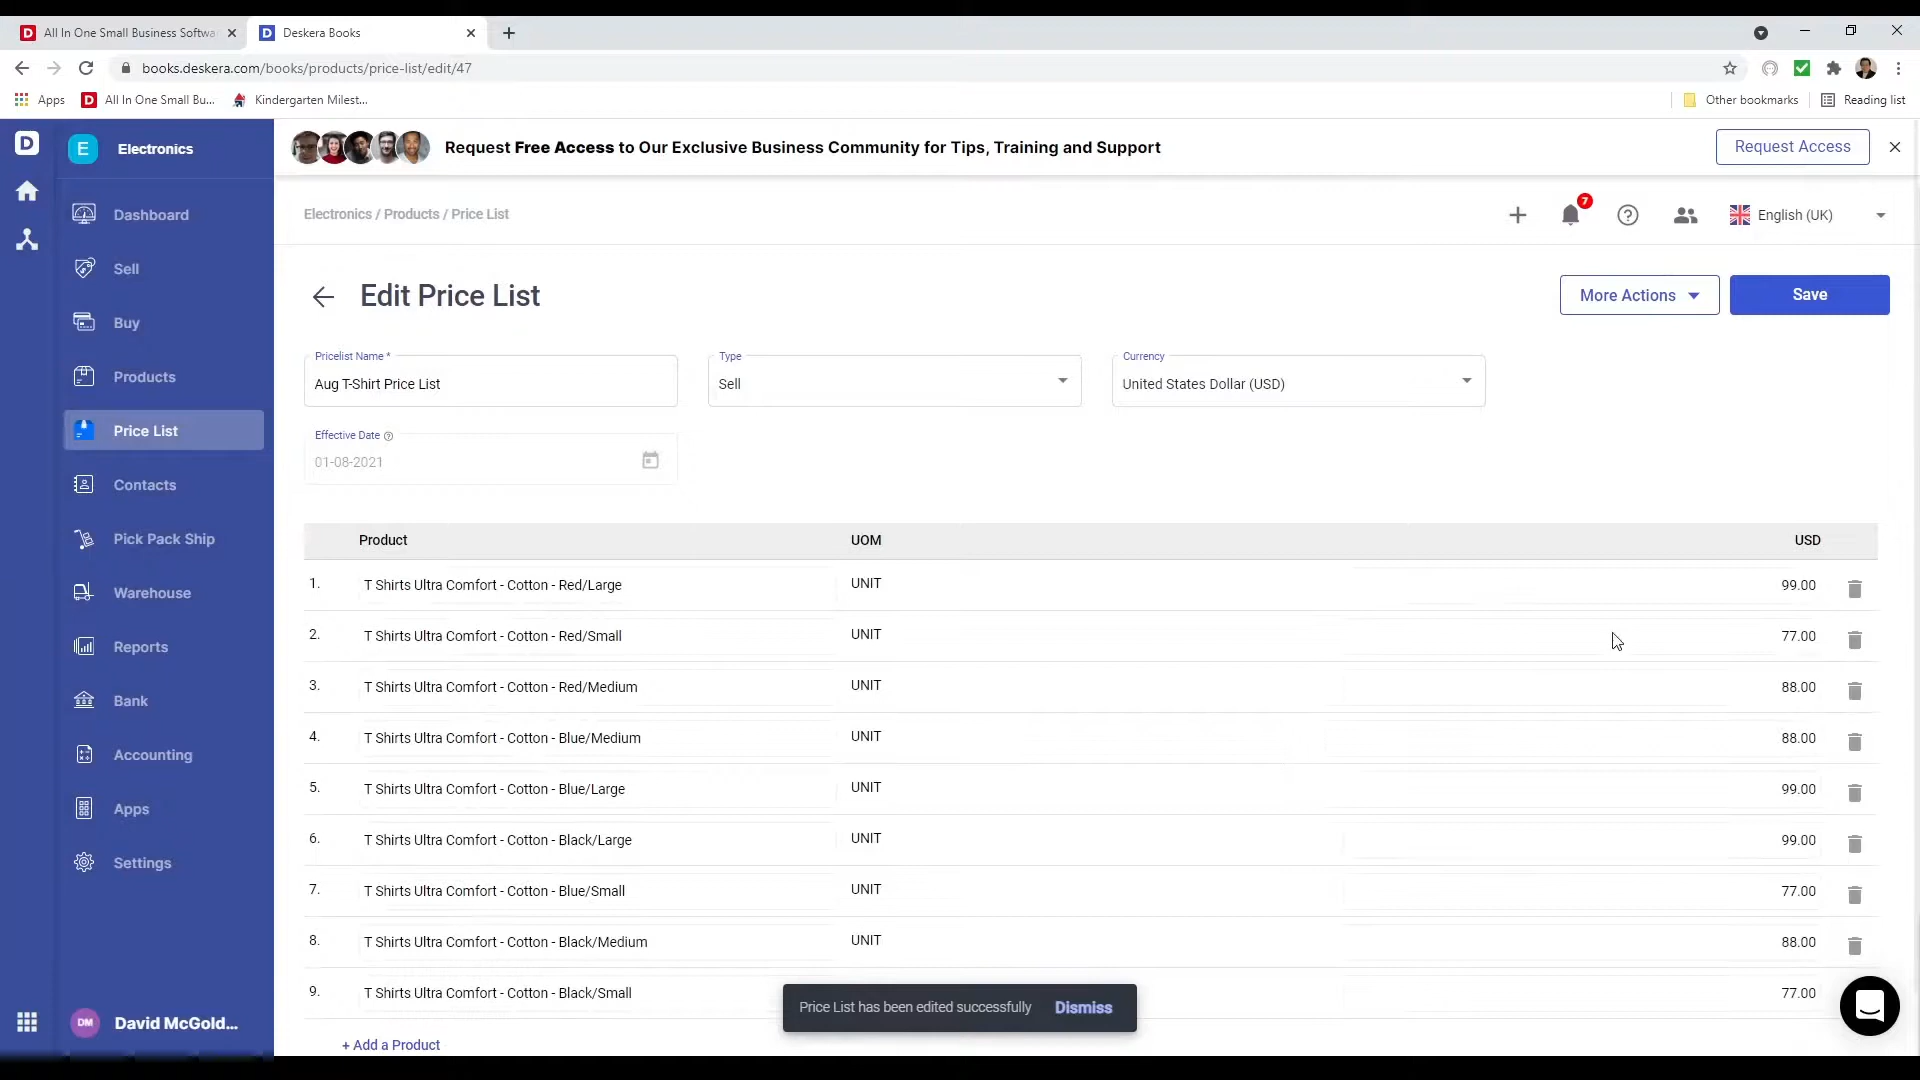 All In One Small Business Softwa
Deskera Books
books.deskera.com/books/products/price-list/edit/47
Apps
All In One Small Bu...
Kindergarten Milest...
Other bookmarks
Reading list
E
Electronics
Request Free Access to Our Exclusive Business Community for Tips, Training and Support
Request Access
Dashboard
Sell
Buy
Products
Price List
Contacts
Pick Pack Ship
Warehouse
Reports
Bank
Accounting
Apps
Settings
DM
David McGold...
Electronics / Products / Price List
7
English (UK)
Edit Price List
More Actions
Save
Pricelist Name *
Aug T-Shirt Price List
Type
Sell
Currency
United States Dollar (USD)
Effective Date
01-08-2021
Product UOM USD
1. T Shirts Ultra Comfort - Cotton - Red/Large UNIT 99.00
2. T Shirts Ultra Comfort - Cotton - Red/Small UNIT 77.00
3. T Shirts Ultra Comfort - Cotton - Red/Medium UNIT 88.00
4. T Shirts Ultra Comfort - Cotton - Blue/Medium UNIT 88.00
5. T Shirts Ultra Comfort - Cotton - Blue/Large UNIT 99.00
6. T Shirts Ultra Comfort - Cotton - Black/Large UNIT 99.00
7. T Shirts Ultra Comfort - Cotton - Blue/Small UNIT 77.00
8. T Shirts Ultra Comfort - Cotton - Black/Medium UNIT 88.00
9. T Shirts Ultra Comfort - Cotton - Black/Small 77.00
Price List has been edited successfully Dismiss
+ Add a Product